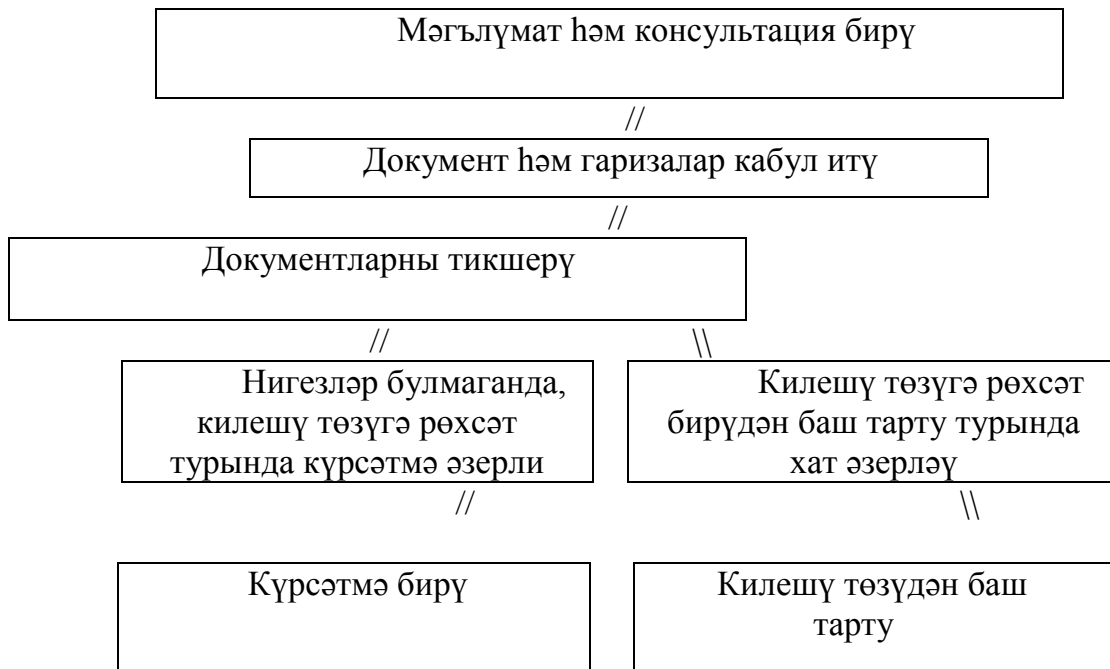 Мәгълүмат һәм консультация бирү
//
Документ һәм гаризалар кабул итү
//
Документларны тикшерү
// \\
Нигезләр булмаганда,
килешү төзүгә рөхсәт
турында күрсәтмә әзерли
Килешү төзүгә рөхсәт
бирүдән баш тарту турында
хат әзерләү
// \\
Күрсәтмә бирү
Килешү төзүдән баш
тарту